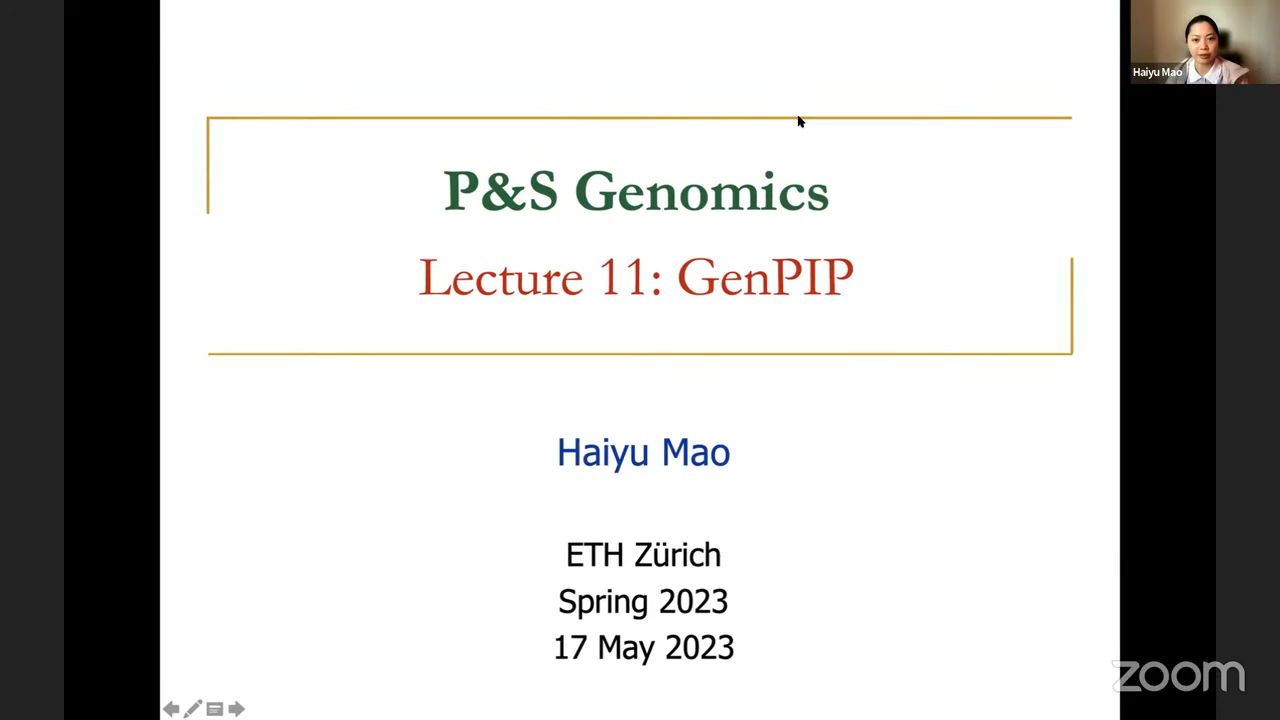 Haiyu Mao
P&S Genomics
Lecture 11: GenPIP
Haiyu Mao
ETH Zürich
Spring 2023
17 May 2023
zoom